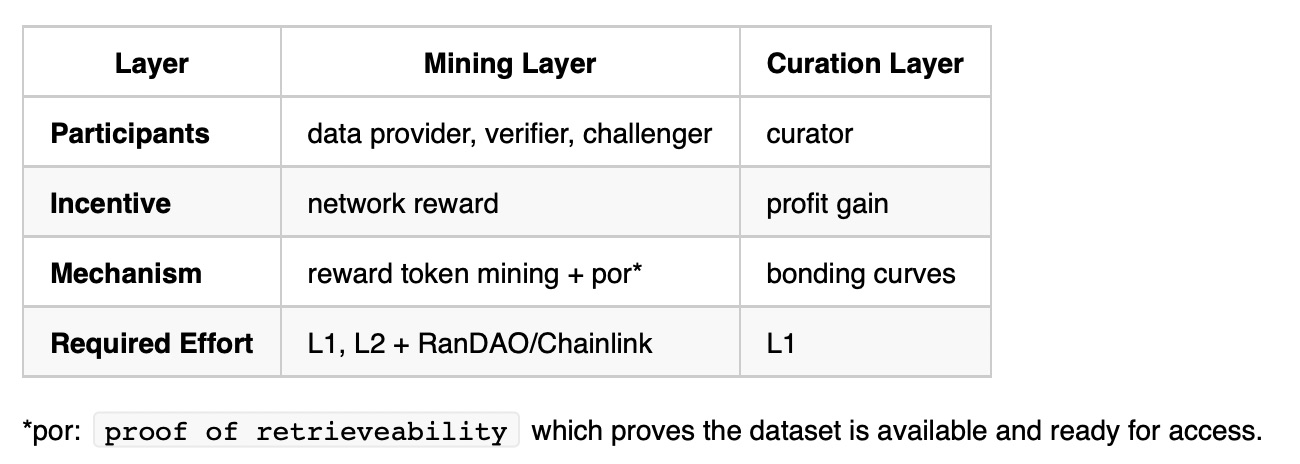 Layer Mining Layer Curation Layer
Participants data provider, verifier, challenger curator
Incentive network reward profit gain
Mechanism reward token mining + por* bonding curves
Required Effort L1, L2 + RanDAO/Chainlink L1
*por: proof of retrieveability which proves the dataset is available and ready for access.